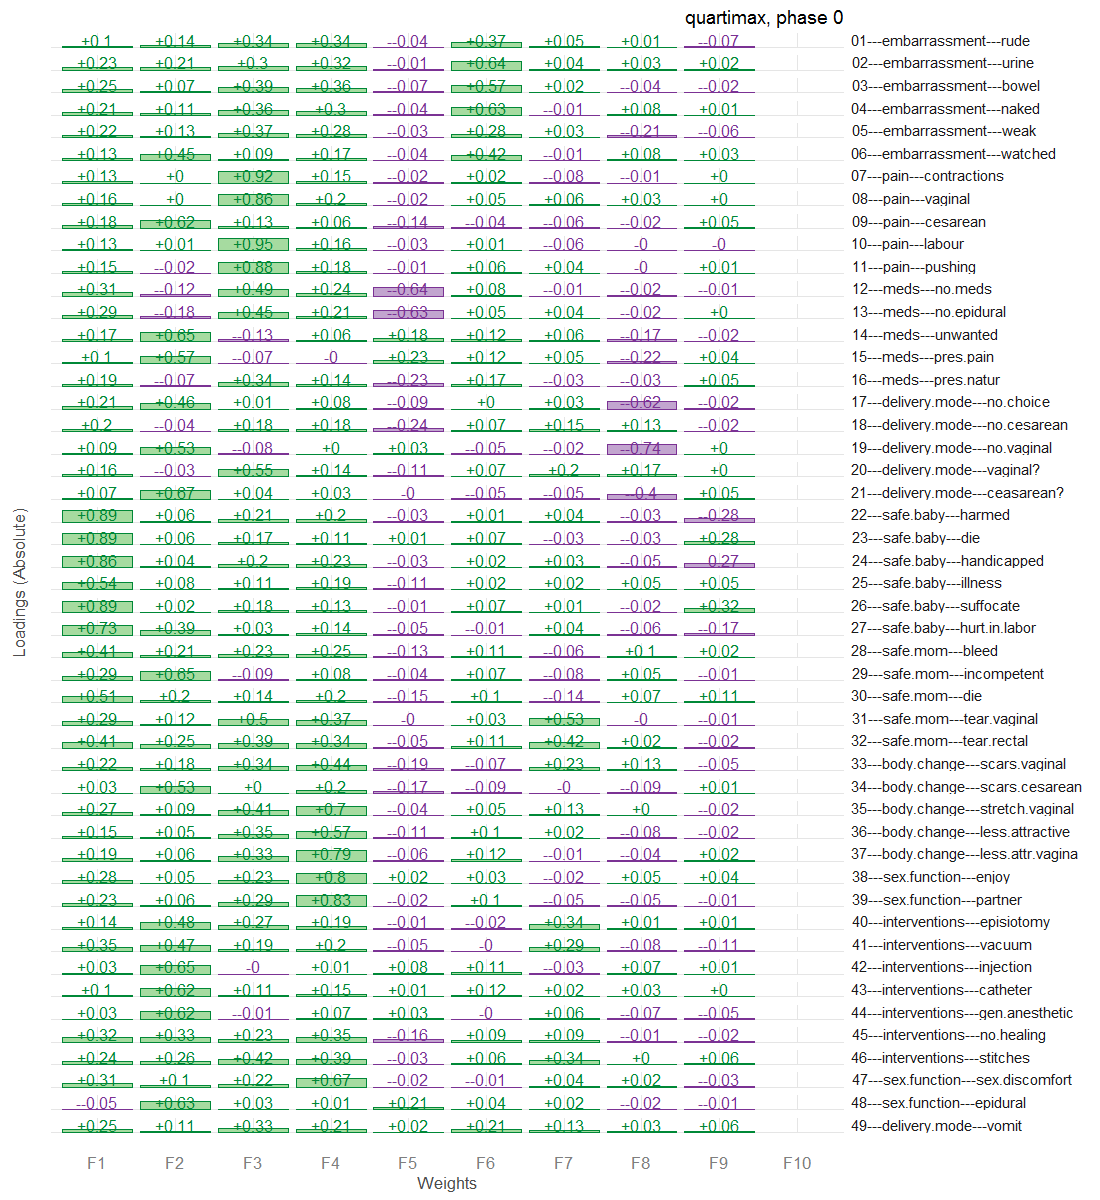 quartimax, phase 0
+0.1 +0.14 +0.34 +0.34 --0.04 +0.37 +0.05 +0.01 --0.07 01---embarrassment---rude
+0.23 +0.21 +0.3 +0.32 --0.01 +0.64 +0.04 +0.03 +0.02 02---embarrassment---urine
+0.25 +0.07 +0.39 +0.36 --0.07 +0.57 +0.02 --0.04 --0.02 03---embarrassment---bowel
+0.21 +0.11 +0.36 +0.3 --0.04 +0.63 --0.01 +0.08 +0.01 04---embarrassment---naked
+0.22 +0.13 +0.37 +0.28 --0.03 +0.28 +0.03 --0.21 --0.06 05---embarrassment---weak
+0.13 +0.45 +0.09 +0.17 --0.04 +0.42 --0.01 +0.08 +0.03 06---embarrassment---watched
+0.13 +0 +0.92 +0.15 --0.02 +0.02 --0.08 --0.01 +0 07---pain---contractions
+0.16 +0 +0.86 +0.2 --0.02 +0.05 +0.06 +0.03 +0 08---pain---vaginal
+0.18 +0.62 +0.13 +0.06 --0.14 --0.04 --0.06 --0.02 +0.05 09---pain---cesarean
+0.13 +0.01 +0.95 +0.16 --0.03 +0.01 --0.06 -0 -0 10---pain---labour
+0.15 --0.02 +0.88 +0.18 --0.01 +0.06 +0.04 -0 +0.01 11---pain---pushing
+0.31 --0.12 +0.49 +0.24 --0.64 +0.08 --0.01 --0.02 --0.01 12---meds---no.meds
+0.29 --0.18 +0.45 +0.21 --0.63 +0.05 +0.04 --0.02 +0 13---meds---no.epidural
+0.17 +0.65 --0.13 +0.06 +0.18 +0.12 +0.06 --0.17 --0.02 14---meds---unwanted
+0.1 +0.57 --0.07 -0 +0.23 +0.12 +0.05 --0.22 +0.04 15---meds---pres.pain
+0.19 --0.07 +0.34 +0.14 --0.23 +0.17 --0.03 --0.03 +0.05 16---meds---pres.natur
+0.21 +0.46 +0.01 +0.08 --0.09 +0 +0.03 --0.62 --0.02 17---delivery.mode---no.choice
+0.2 --0.04 +0.18 +0.18 --0.24 +0.07 +0.15 +0.13 --0.02 18---delivery.mode---no.cesarean
+0.09 +0.53 --0.08 +0 +0.03 --0.05 --0.02 --0.74 +0 19---delivery.mode---no.vaginal
+0.16 --0.03 +0.55 +0.14 --0.11 +0.07 +0.2 +0.17 +0 20---delivery.mode---vaginal?
+0.07 +0.67 +0.04 +0.03 -0 --0.05 --0.05 --0.4 +0.05 21---delivery.mode---ceasarean?
+0.89 +0.06 +0.21 +0.2 --0.03 +0.01 +0.04 --0.03 --0.28 22---safe.baby---harmed
+0.89 +0.06 +0.17 +0.11 +0.01 +0.07 --0.03 --0.03 +0.28 23---safe.baby---die
+0.86 +0.04 +0.2 +0.23 --0.03 +0.02 +0.03 --0.05 --0.27 24---safe.baby---handicapped
+0.54 +0.08 +0.11 +0.19 --0.11 +0.02 +0.02 +0.05 +0.05 25---safe.baby---illness
+0.89 +0.02 +0.18 +0.13 --0.01 +0.07 +0.01 --0.02 +0.32 26---safe.baby---suffocate
+0.73 +0.39 +0.03 +0.14 --0.05 --0.01 +0.04 --0.06 --0.17 27---safe.baby---hurt.in.labor
+0.41 +0.21 +0.23 +0.25 --0.13 +0.11 --0.06 +0.1 +0.02 28---safe.mom---bleed
+0.29 +0.65 --0.09 +0.08 --0.04 +0.07 --0.08 +0.05 --0.01 29---safe.mom---incompetent
+0.51 +0.2 +0.14 +0.2 --0.15 +0.1 --0.14 +0.07 +0.11 30---safe.mom---die
+0.29 +0.12 +0.5 +0.37 -0 +0.03 +0.53 -0 --0.01 31---safe.mom---tear.vaginal
+0.41 +0.25 +0.39 +0.34 --0.05 +0.11 +0.42 +0.02 --0.02 32---safe.mom---tear.rectal
+0.22 +0.18 +0.34 +0.44 --0.19 --0.07 +0.23 +0.13 --0.05 33---body.change---scars.vaginal
+0.03 +0.53 +0 +0.2 --0.17 --0.09 -0 --0.09 +0.01 34---body.change---scars.cesarean
+0.27 +0.09 +0.41 +0.7 --0.04 +0.05 +0.13 +0 --0.02 35---body.change---stretch.vaginal
+0.15 +0.05 +0.35 +0.57 --0.11 +0.1 +0.02 --0.08 --0.02 36---body.change---less.attractive
+0.19 +0.06 +0.33 +0.79 --0.06 +0.12 --0.01 --0.04 +0.02 37---body.change---less.attr.vagina
+0.28 +0.05 +0.23 +0.8 +0.02 +0.03 --0.02 +0.05 +0.04 38---sex.function---enjoy
+0.23 +0.06 +0.29 +0.83 --0.02 +0.1 --0.05 --0.05 --0.01 39---sex.function---partner
+0.14 +0.48 +0.27 +0.19 --0.01 --0.02 +0.34 +0.01 +0.01 40---interventions---episiotomy
+0.35 +0.47 +0.19 +0.2 --0.05 -0 +0.29 --0.08 --0.11 41---interventions---vacuum
+0.03 +0.65 -0 +0.01 +0.08 +0.11 --0.03 +0.07 +0.01 42---interventions---injection
+0.1 +0.62 +0.11 +0.15 +0.01 +0.12 +0.02 +0.03 +0 43---interventions---catheter
+0.03 +0.62 --0.01 +0.07 +0.03 -0 +0.06 --0.07 --0.05 44---interventions---gen.anesthetic
+0.32 +0.33 +0.23 +0.35 --0.16 +0.09 +0.09 --0.01 --0.02 45---interventions---no.healing
+0.24 +0.26 +0.42 +0.39 --0.03 +0.06 +0.34 +0 +0.06 46---interventions---stitches
+0.31 +0.1 +0.22 +0.67 --0.02 --0.01 +0.04 +0.02 --0.03 47---sex.function---sex.discomfort
--0.05 +0.63 +0.03 +0.01 +0.21 +0.04 +0.02 --0.02 --0.01 48---sex.function---epidural
+0.25 +0.11 +0.33 +0.21 +0.02 +0.21 +0.13 +0.03 +0.06 49---delivery.mode---vomit
F1 F2 F3 F4 F5 F6 F7 F8 F9 F10
Weights
Loadings (Absolute)